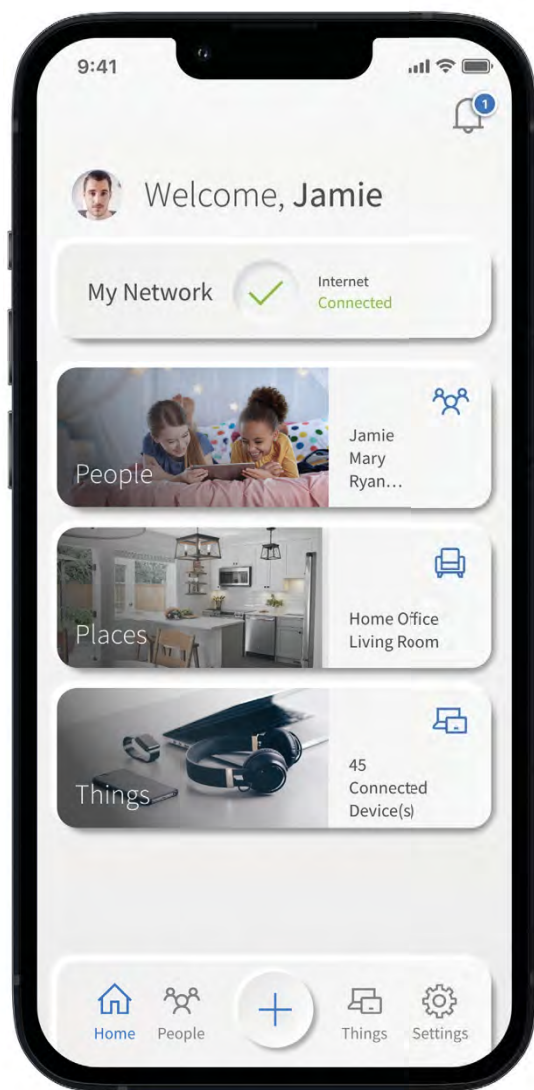 9:41
1
Welcome, Jamie
My Network
Internet
Connected
People
Jamie
Mary
Ryan...
Places
Home Office
Living Room
Things
45
Connected
Device(s)
Home
People
Things
Settings